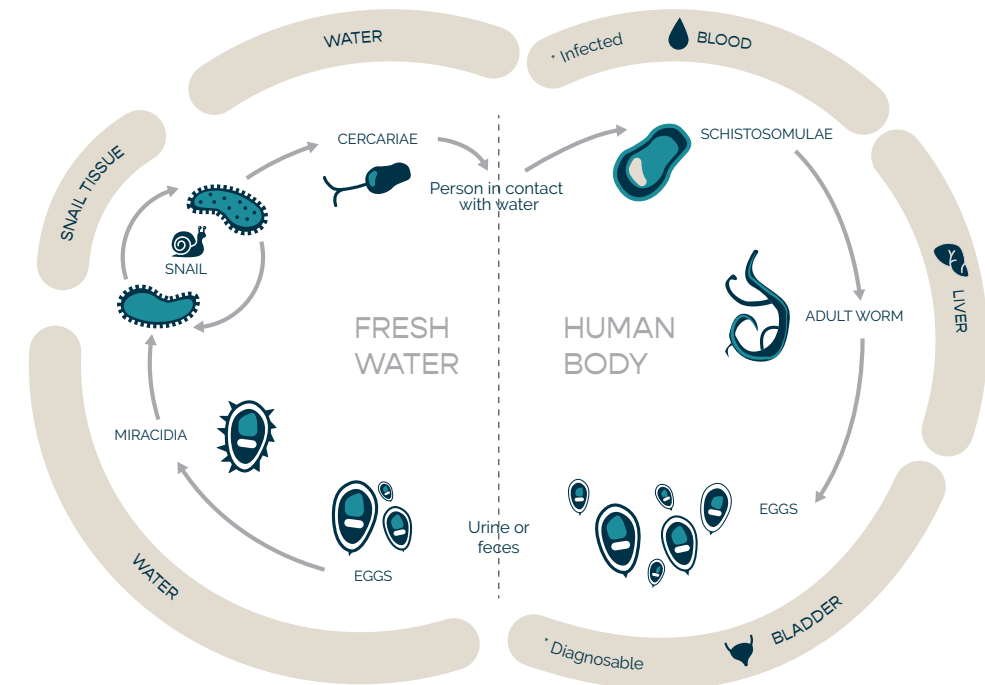 WATER
* Infected
BLOOD
SNAIL TISSUE
CERCARIAE
SCHISTOSOMULAE
Person in contact
with water
SNAIL
LIVER
ADULT WORM
FRESH
WATER
HUMAN
BODY
MIRACIDIA
EGGS
Urine or
feces
EGGS
WATER
BLADDER
* Diagnosable